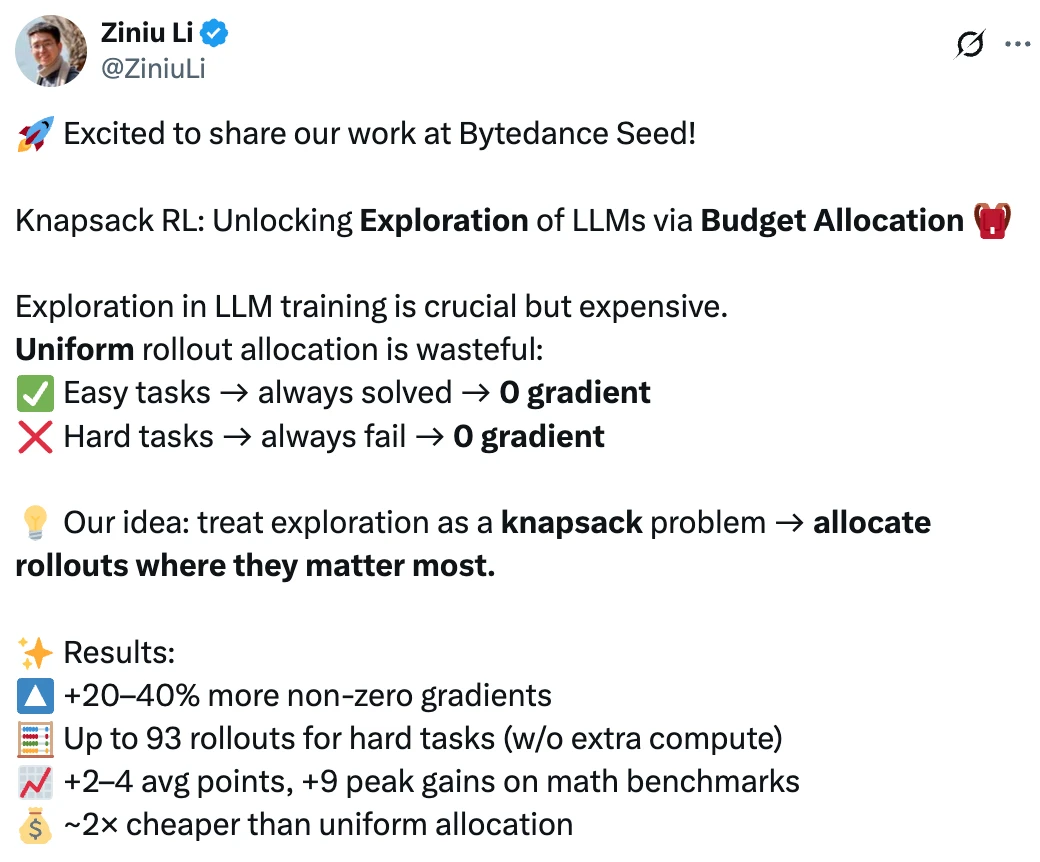 Ziniu Li
@ZiniuLi
🚀 Excited to share our work at Bytedance Seed!
Knapsack RL: Unlocking Exploration of LLMs via Budget Allocation 🎒
Exploration in LLM training is crucial but expensive.
Uniform rollout allocation is wasteful:
✅ Easy tasks → always solved → 0 gradient
❌ Hard tasks → always fail → 0 gradient
💡 Our idea: treat exploration as a knapsack problem → allocate
rollouts where they matter most.
✨ Results:
🔼 +20–40% more non-zero gradients
🧮 Up to 93 rollouts for hard tasks (w/o extra compute)
📈 +2–4 avg points, +9 peak gains on math benchmarks
💰 ~2× cheaper than uniform allocation